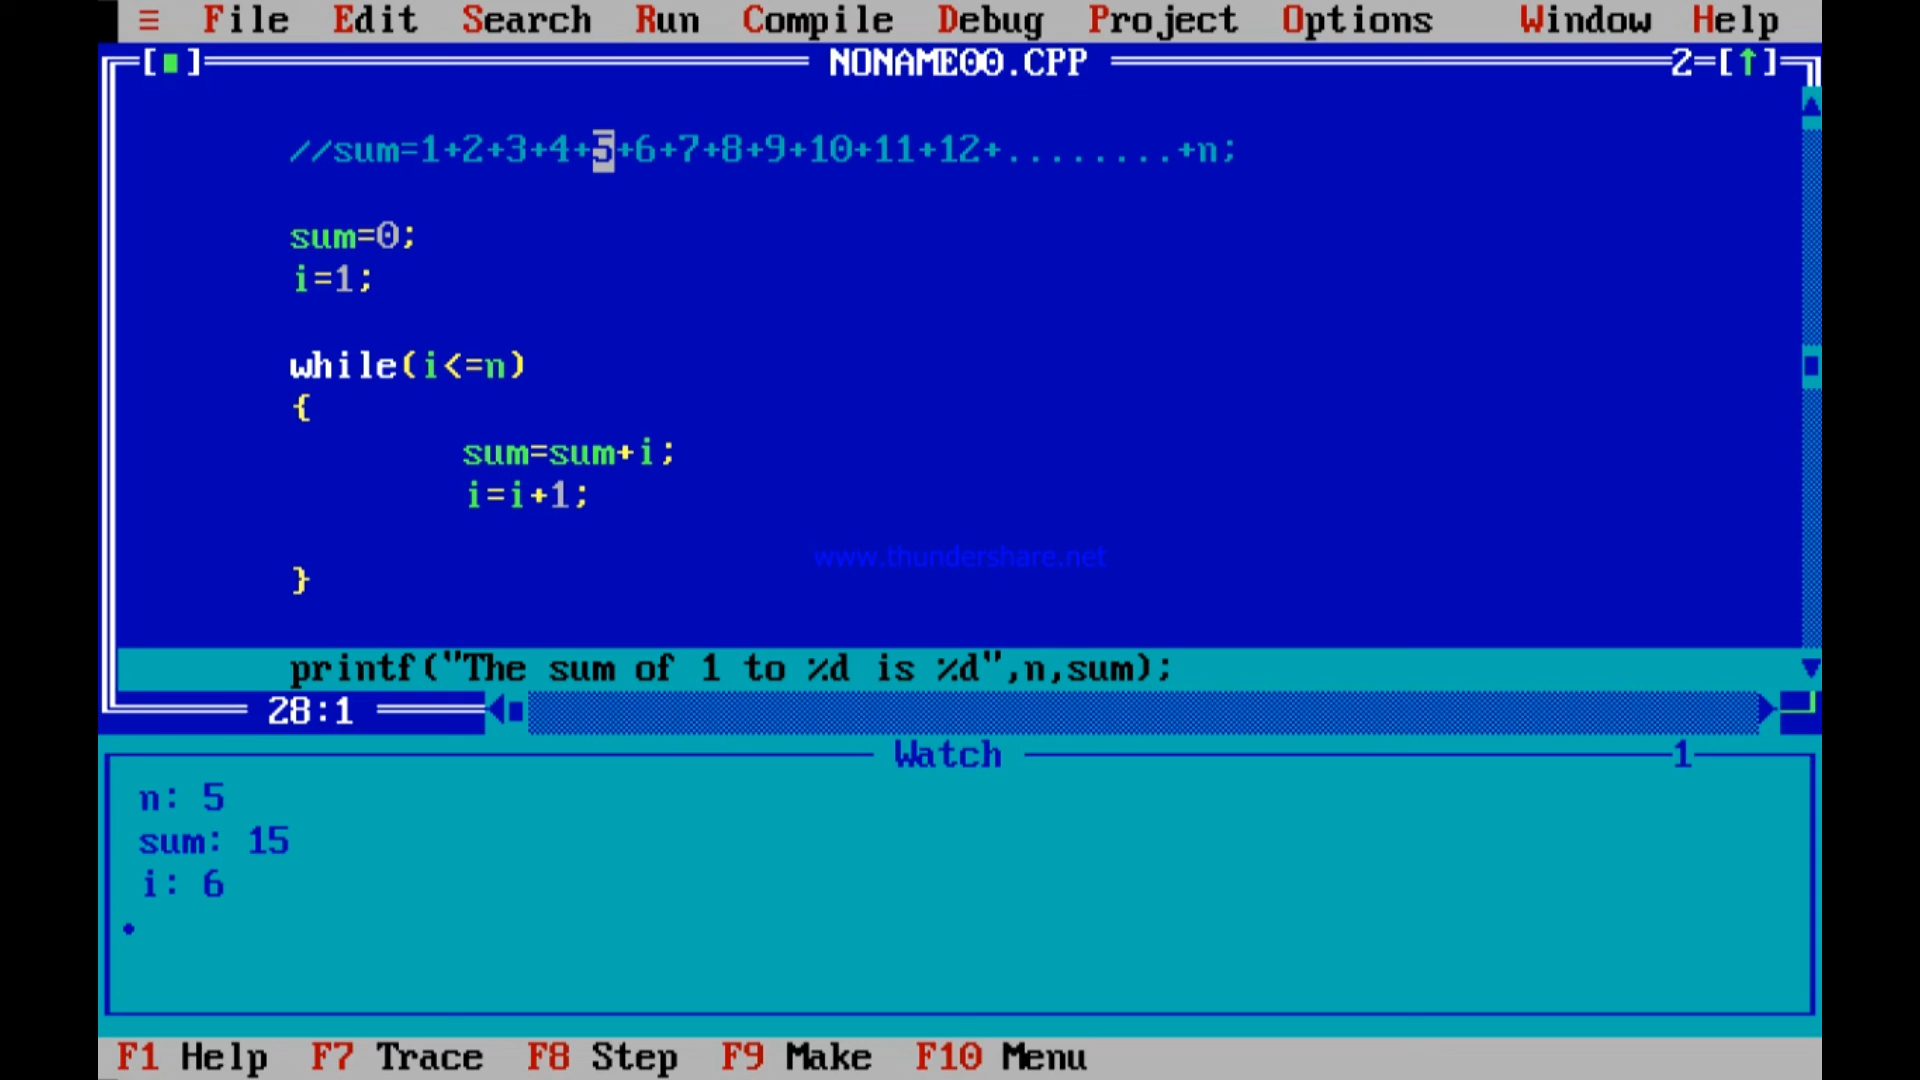 ≡ File Edit Search Run Compile Debug Project Options Window Help
[■] NONAME00.CPP 2=[↑]
//sum=1+2+3+4+5+6+7+8+9+10+11+12+........+n;
sum=0;
i=1;
while(i<=n)
{
sum=sum+i;
i=i+1;
www.thundershare.net
}
printf("The sum of 1 to %d is %d",n,sum);
28:1
Watch 1
n: 5
sum: 15
i: 6
•
F1 Help F7 Trace F8 Step F9 Make F10 Menu